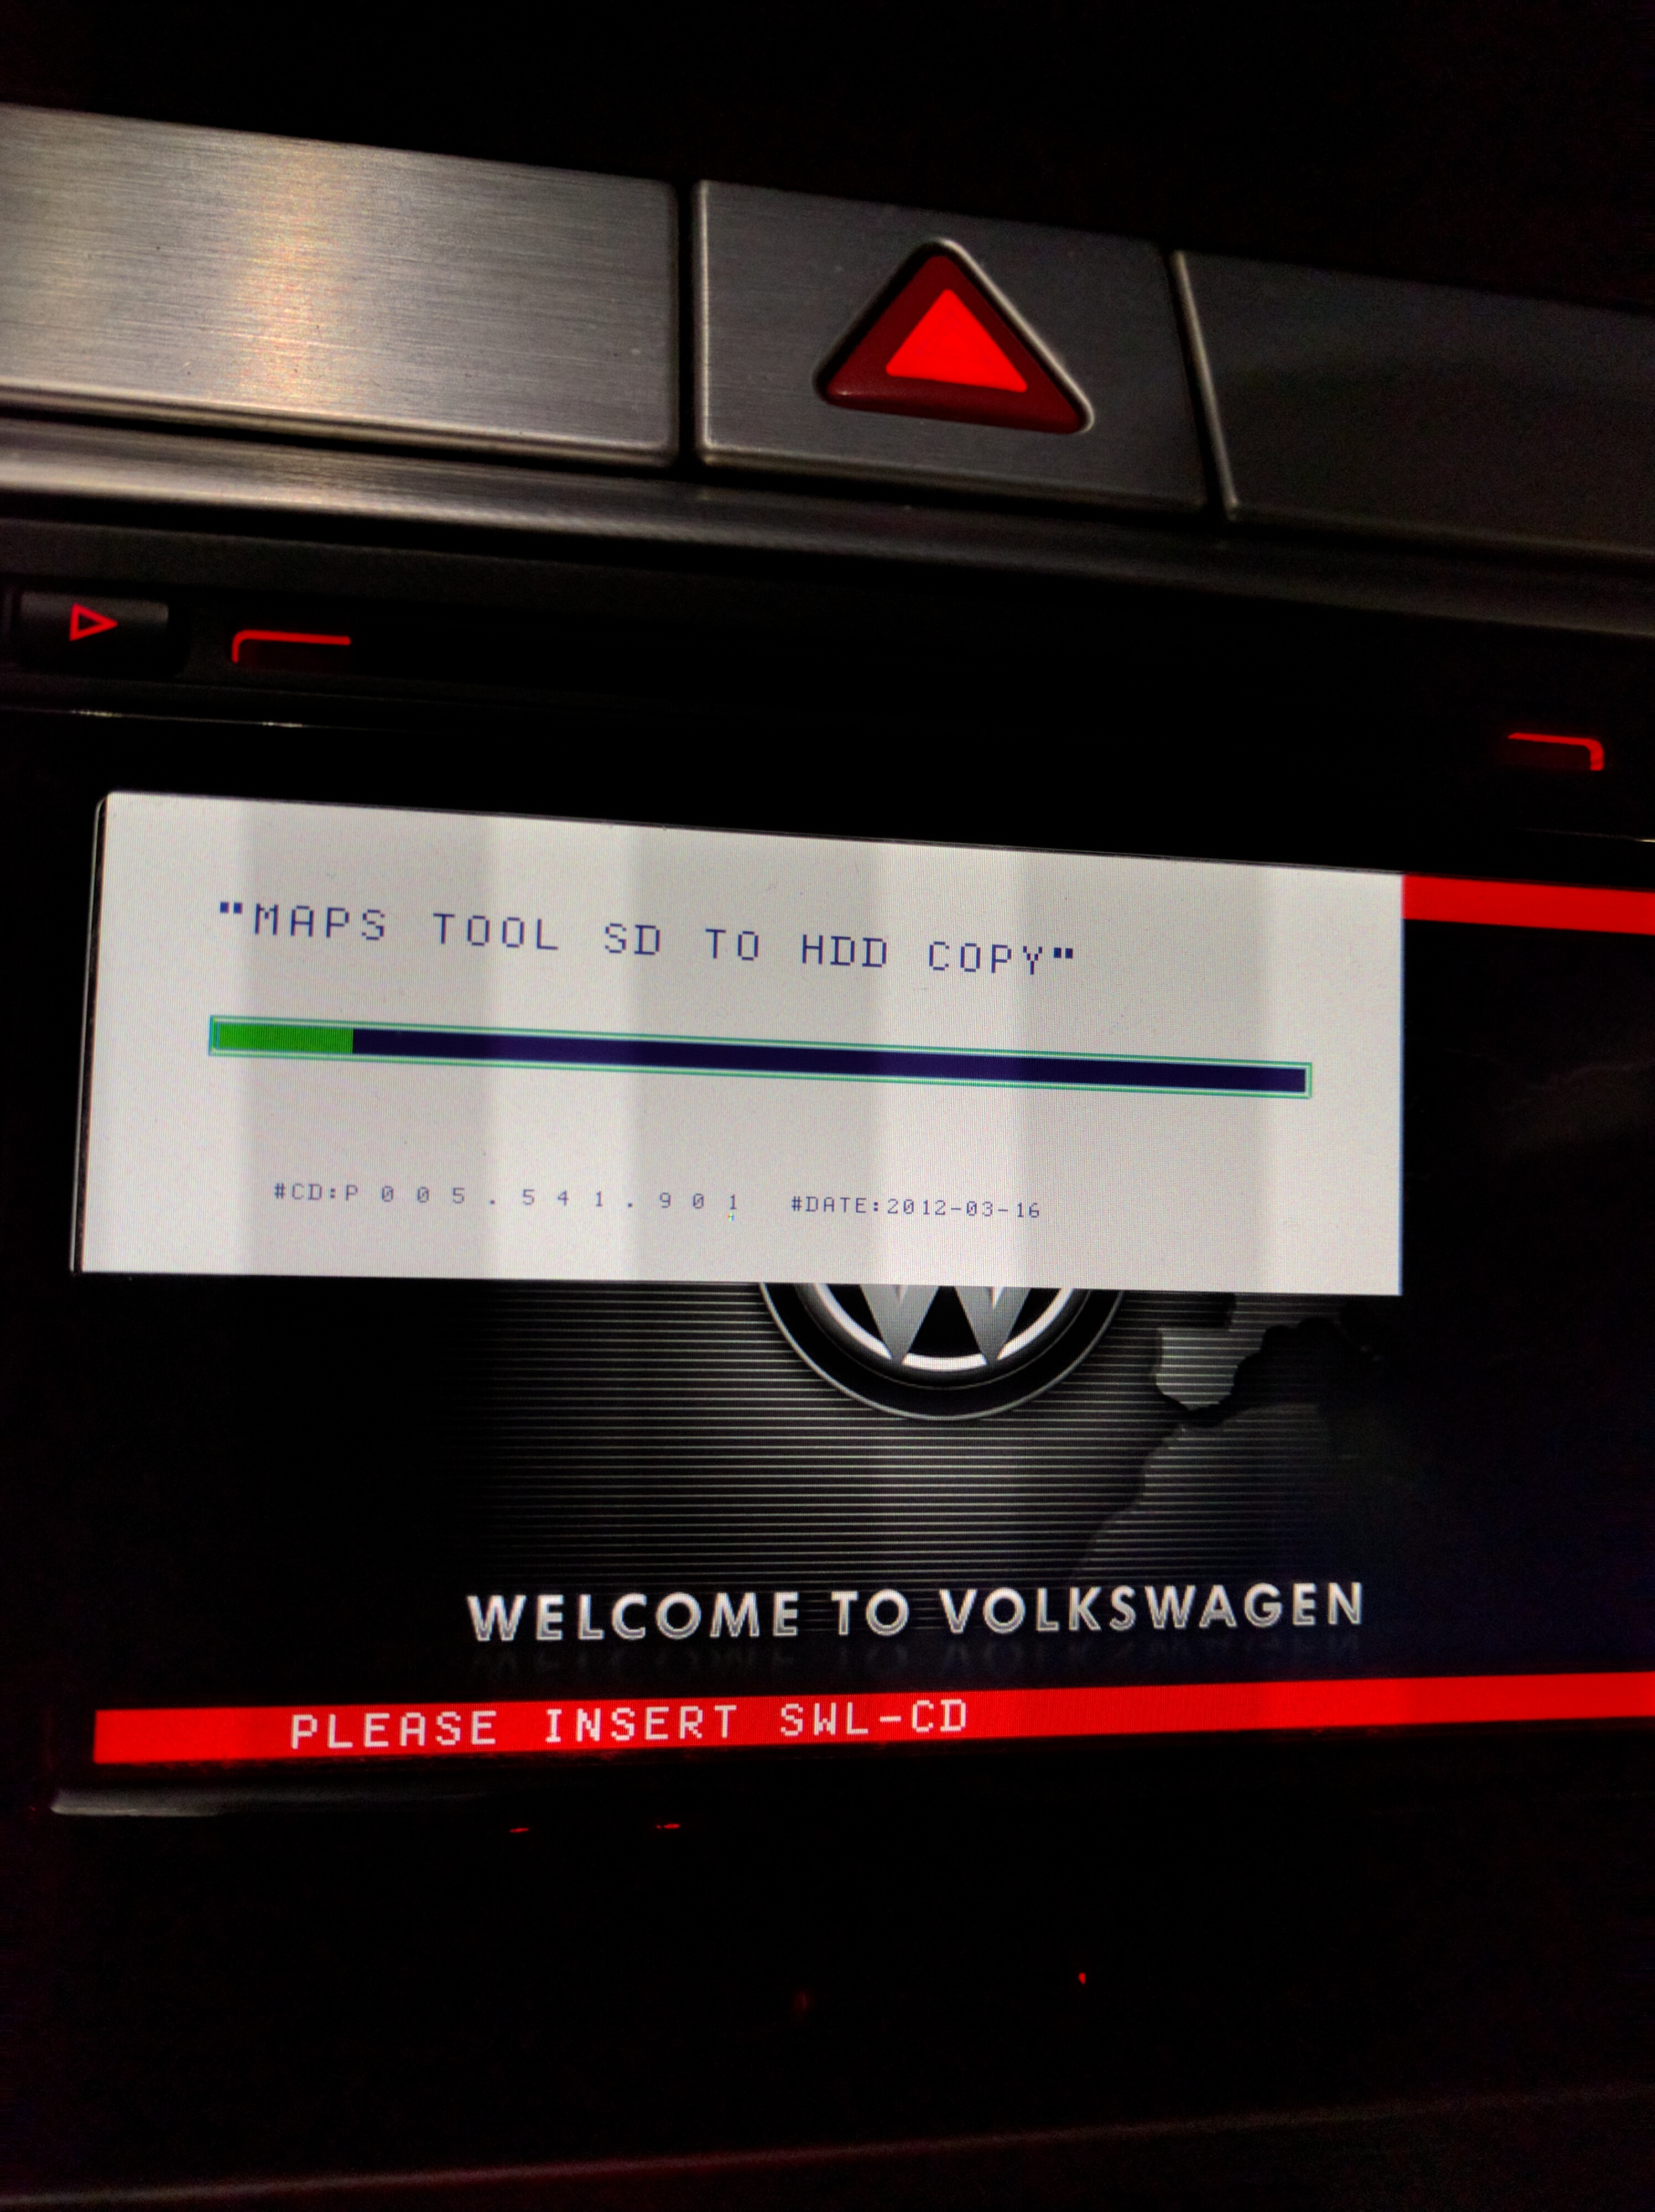 "MAPS TOOL SD TO HDD COPY"
#CD:P 0 0 5 . 5 4 1 . 9 0 1 #DATE:2012-03-16
WELCOME TO VOLKSWAGEN
PLEASE INSERT SWL-CD